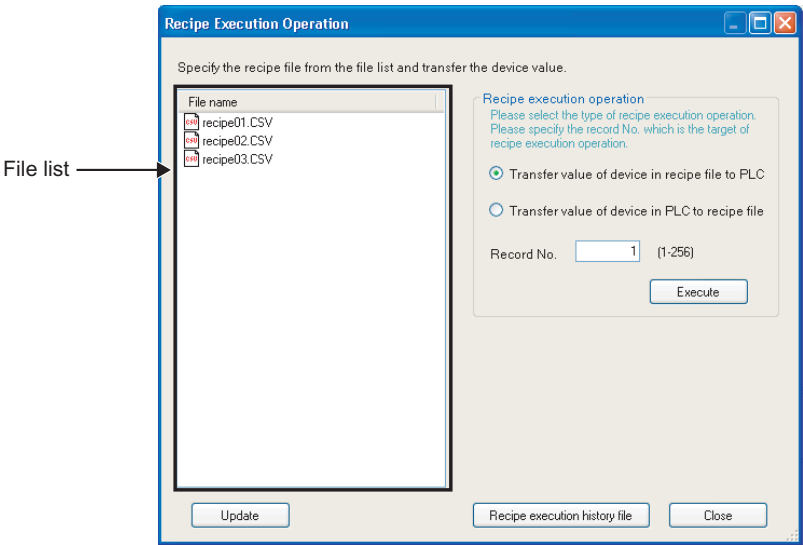 Recipe Execution Operation
Specify the recipe file from the file list and transfer the device value.
File name
recipe01.CSV
recipe02.CSV
recipe03.CSV
File list
Recipe execution operation
Please select the type of recipe execution operation.
Please specify the record No. which is the target of
recipe execution operation.
Transfer value of device in recipe file to PLC
Transfer value of device in PLC to recipe file
Record No. 1 (1-256)
Execute
Update Recipe execution history file Close